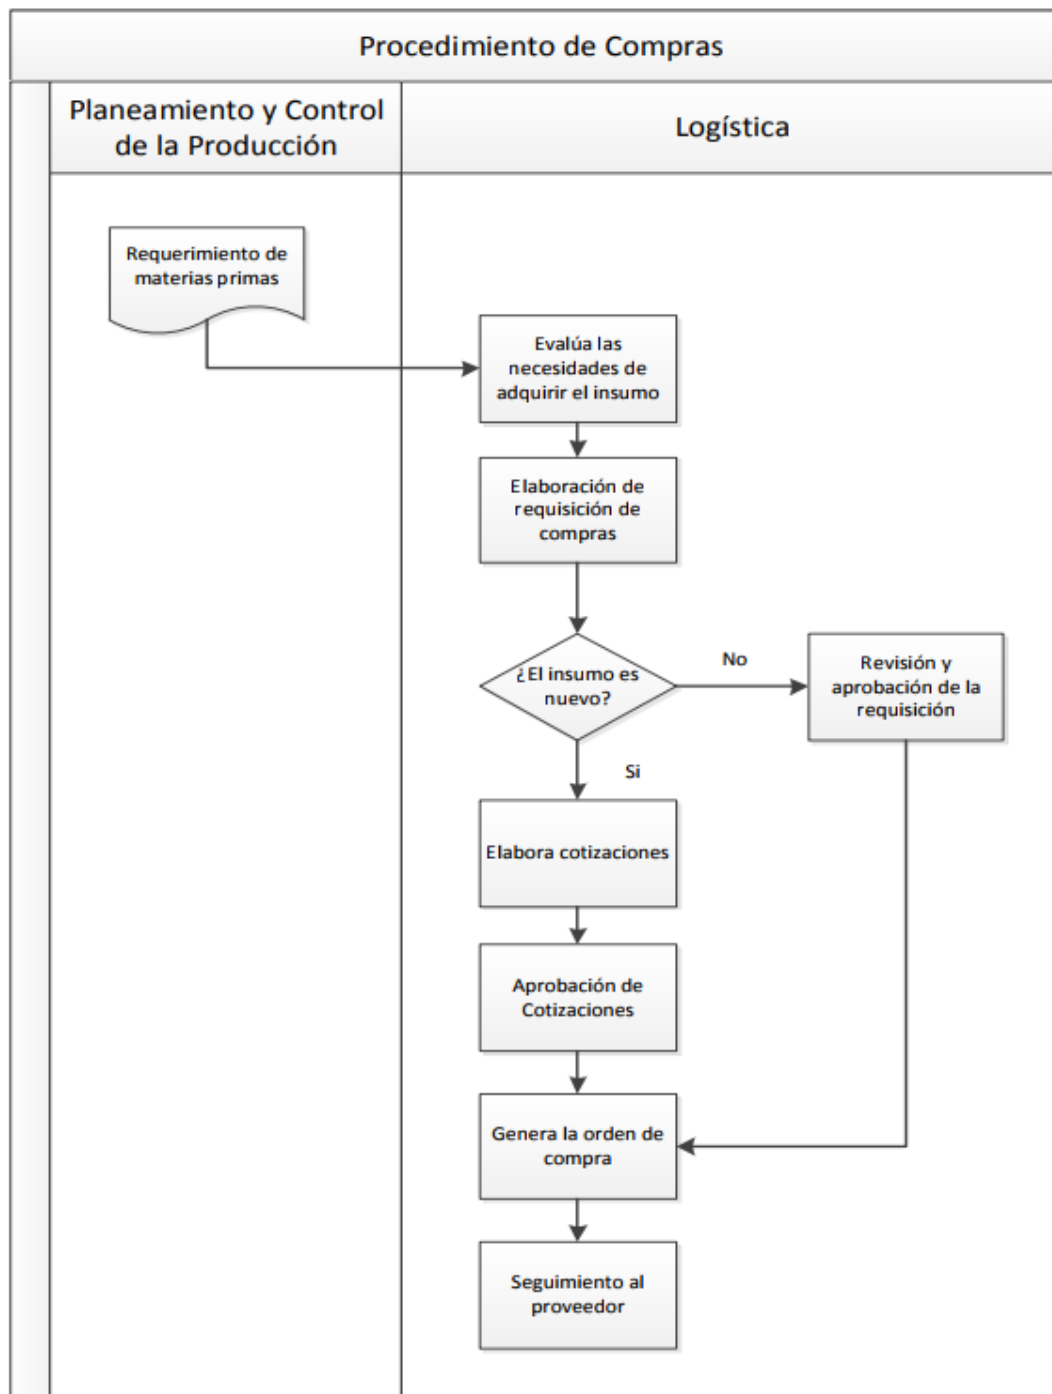 Procedimiento de Compras
Planeamiento y Control
de la Producción
Logística
Requerimiento de
materias primas
Evalúa las
necesidades de
adquirir el insumo
Elaboración de
requisición de
compras
¿El insumo es
nuevo?
No
Revisión y
aprobación de la
requisición
Si
Elabora cotizaciones
Aprobación de
Cotizaciones
Genera la orden de
compra
Seguimiento al
proveedor